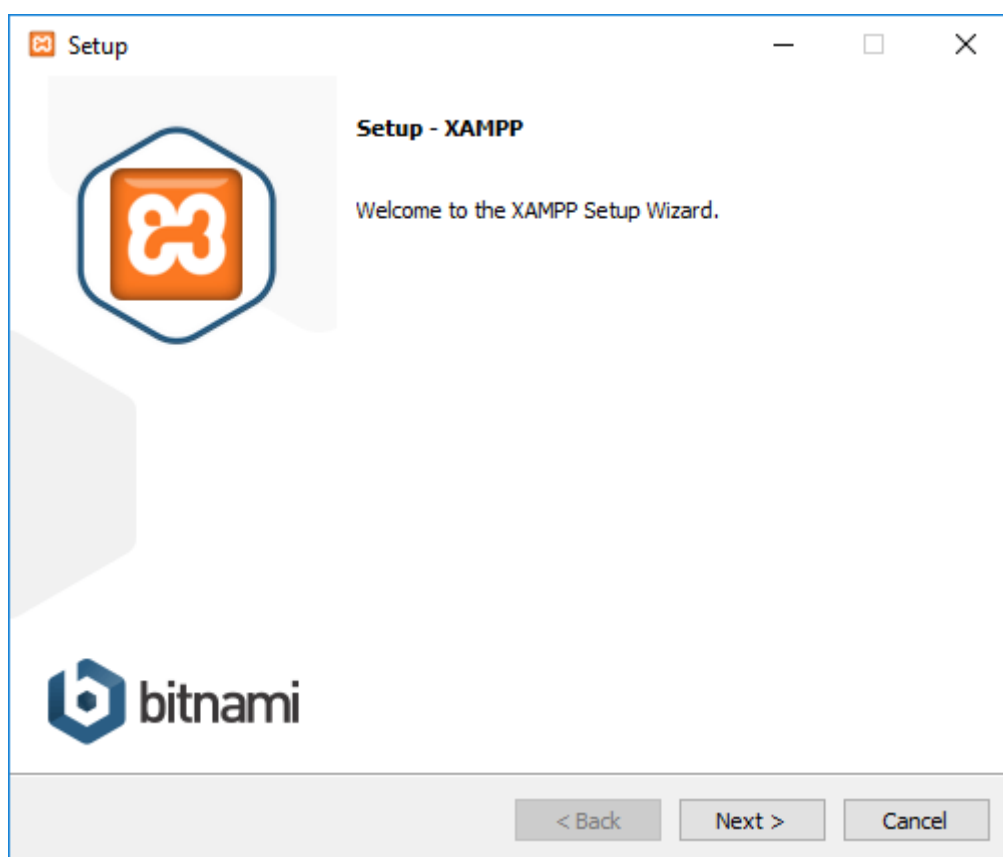 Setup
Setup - XAMPP
Welcome to the XAMPP Setup Wizard.
bitnami
< Back Next > Cancel